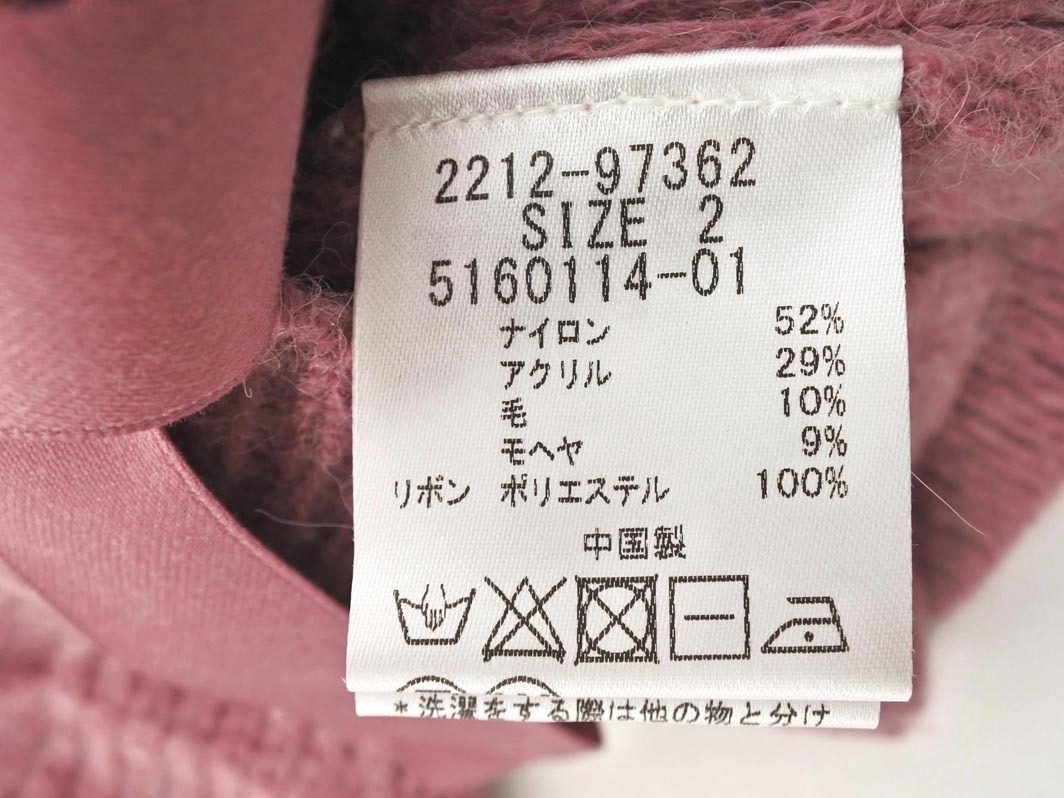 2212-97362
SIZE 2
5160114-01
ナイロン 52%
アクリル 29%
毛 10%
モヘヤ 9%
リボン ポリエステル 100%
中国製
*洗濯をする際は他の物と分け